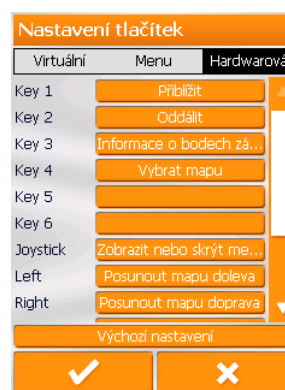 Nastavení tlačítek
Virtuální Menu Hardwarová
Key 1 Přiblížit
Key 2 Oddálit
Key 3 Informace o bodech zá...
Key 4 Vybrat mapu
Key 5
Key 6
Joystick Zobrazit nebo skrýt me...
Left Posunout mapu doleva
Right Posunout mapu doprava
Výchozí nastavení